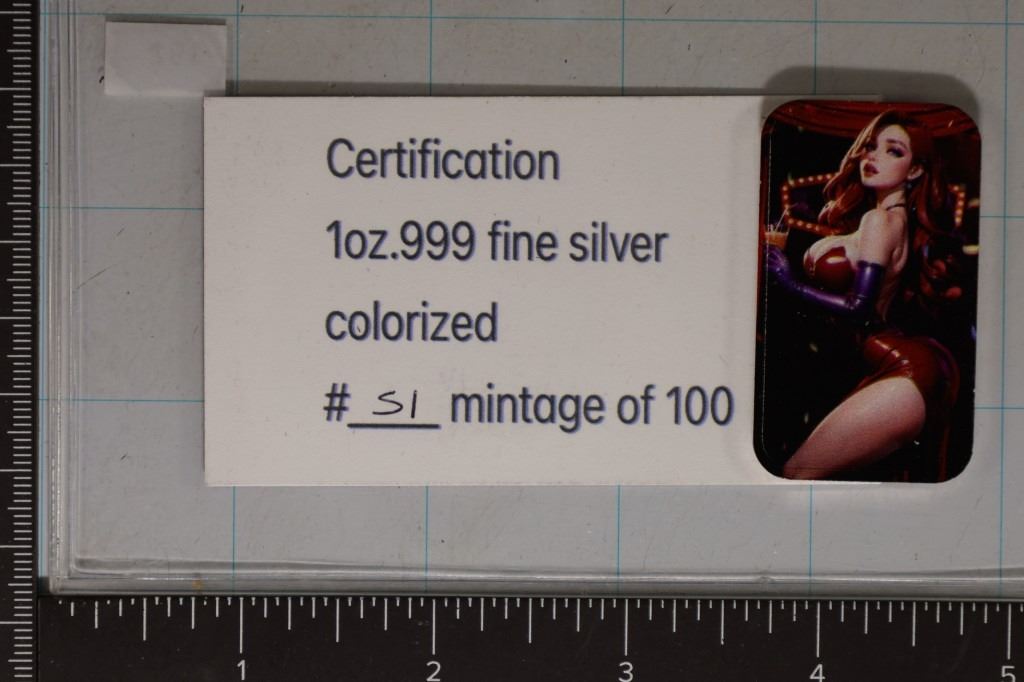 Certification
1oz.999 fine silver
colorized
# 51 mintage of 100
1 2 3 4 5